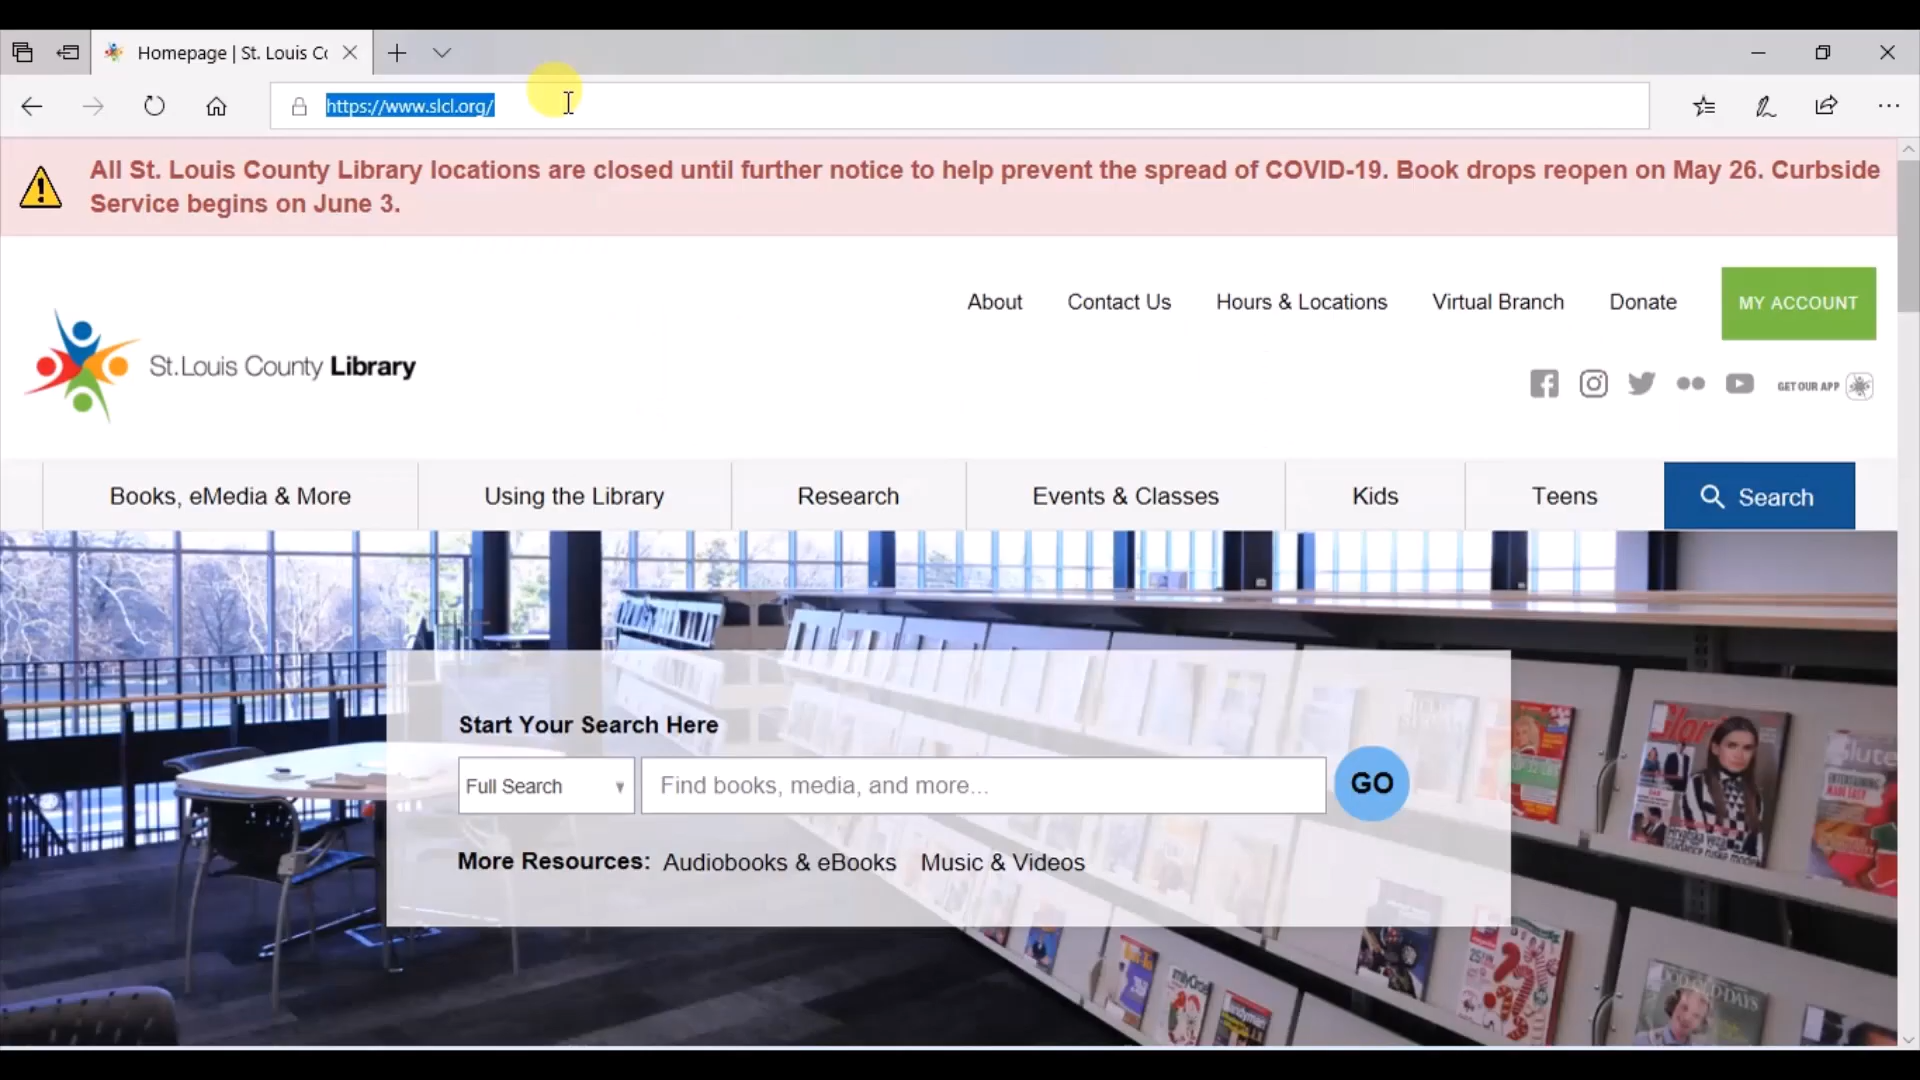 Homepage | St. Louis Co
https://www.slcl.org/
All St. Louis County Library locations are closed until further notice to help prevent the spread of COVID-19. Book drops reopen on May 26. Curbside
Service begins on June 3.
About Contact Us Hours & Locations Virtual Branch Donate MY ACCOUNT
St.Louis County Library
GET OUR APP
Books, eMedia & More Using the Library Research Events & Classes Kids Teens Search
Start Your Search Here
Full Search Find books, media, and more... GO
More Resources: Audiobooks & eBooks Music & Videos